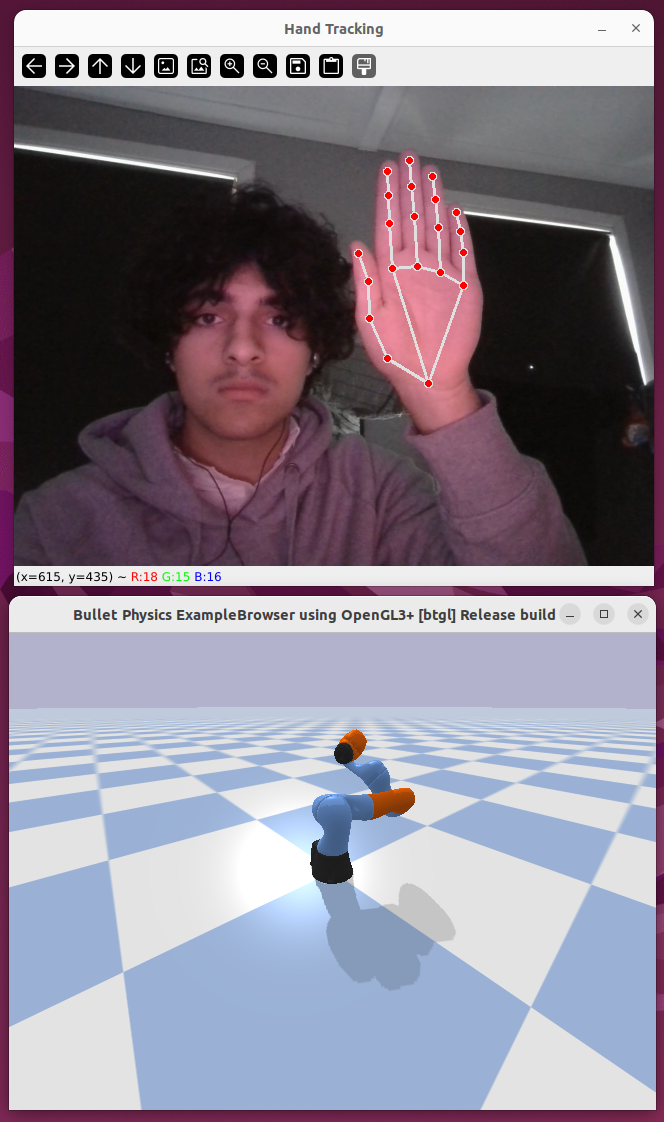 Hand Tracking
(x=615, y=435) ~ R:18 G:15 B:16
Bullet Physics ExampleBrowser using OpenGL3+ [btgl] Release build